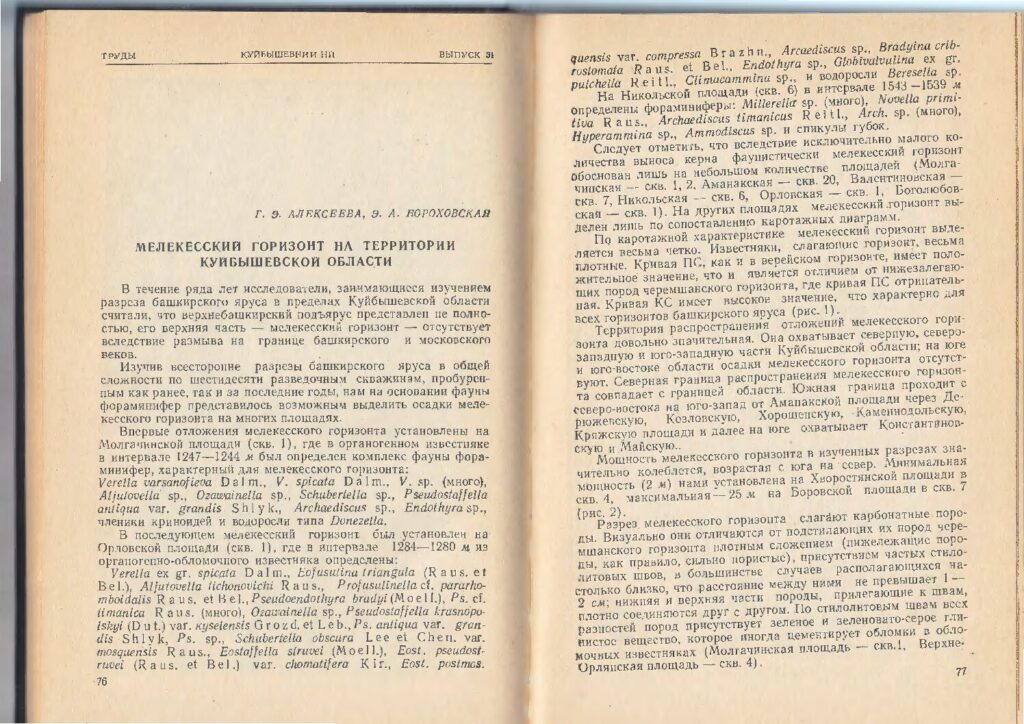 ТРУДЫ КУЙБЫШЕВНИИ НП ВЫПУСК 31
Г. Э. АЛЕКСЕЕВА, Э. А. БОРОХОВСКАЯ
МЕЛЕКЕССКИЙ ГОРИЗОНТ НА ТЕРРИТОРИИ
КУЙБЫШЕВСКОЙ ОБЛАСТИ
В течение ряда лет исследователи, занимающиеся изучением
разреза башкирского яруса в пределах Куйбышевской области
считали, что верхнебашкирский подъярус представлен не полно-
стью, его верхняя часть — мелекесский горизонт — отсутствует
вследствие размыва на границе башкирского и московского
веков.
Изучив всесторонне разрезы башкирского яруса в общей
сложности по шестидесяти разведочным скважинам, пробурен-
ным как ранее, так и за последние годы, нам на основании фауны
фораминифер представилось возможным выделить осадки меле-
кесского горизонта на многих площадях.
Впервые отложения мелекесского горизонта установлены на
Молгачинской площади (скв. 1), где в органогенном известняке
в интервале 1247—1244 м был определен комплекс фауны фора-
минифер, характерный для мелекесского горизонта:
Verella varsanofieva Dalm., V. spicata Dalm., V. sp. (много),
Aljutovella sp., Ozawainella sp., Schubertella sp., Pseudostaffella
antiqua var. grandis Shlyk., Archaediscus sp., Endothyra sp.,
членики криноидей и водоросли типа Donezella.
В последующем мелекесский горизонт был установлен на
Орловской площади (скв. 1), где в интервале 1284—1280 м из
органогенно-обломочного известняка определены:
Verella ex gr. spicata Dalm., Eofusulina triangula (Raus. et
Bel.), Aljutovella tichonovichi Raus., Profusulinella cf. pararho-
mboidalis Raus. et Bel., Pseudoendothyra bradyi (Moell.), Ps. cf.
timanica Raus. (много), Ozawainella sp., Pseudostaffella krasnopo-
lskyi (Dut.) var. kyselensis Grozd. et Leb., Ps. antiqua var. gran-
dis Shlyk, Ps. sp., Schubertella obscura Lee et Chen. var.
mosquensis Raus., Eostaffella struvei (Moell.), Eost. pseudost-
ruvei (Raus. et Bel.) var. chomatifera Kir., Eost. postmos.
76
quensis var. compressa Brazhn., Arcaediscus sp., Bradyina crib-
rostomata Raus. et Bel., Endothyra sp., Globivalvulina ex gr.
pulchella Reitl., Climacammina sp., и водоросли Beresella sp.
На Никольской площади (скв. 6) в интервале 1543—1539 м
определены фораминиферы: Millerella sp. (много), Novella primi-
tiva Raus., Archaediscus timanicus Reitl., Arch. sp. (много),
Hyperammina sp., Ammodiscus sp. и спикулы губок.
Следует отметить, что вследствие исключительно малого ко-
личества выноса керна фаунистически мелекесский горизонт
обоснован лишь на небольшом количестве площадей (Молга-
чинская — скв. 1, 2, Аманакская — скв. 20, Валентиновская —
скв. 7, Никольская — скв. 6, Орловская — скв. 1, Боголюбов-
ская — скв. 1). На других площадях мелекесский горизонт вы-
делен лишь по сопоставлению каротажных диаграмм.
По каротажной характеристике мелекесский горизонт выде-
ляется весьма четко. Известняки, слагающие горизонт, весьма
плотные. Кривая ПС, как и в верейском горизонте, имеет поло-
жительное значение, что и является отличием от нижезалегаю-
щих пород черемшанского горизонта, где кривая ПС отрицатель-
ная. Кривая КС имеет высокое значение, что характерно для
всех горизонтов башкирского яруса (рис. 1).
Территория распространения отложений мелекесского гори-
зонта довольно значительная. Она охватывает северную, северо-
западную и юго-западную части Куйбышевской области; на юге
и юго-востоке области осадки мелекесского горизонта отсутст-
вуют. Северная граница распространения мелекесского горизон-
та совпадает с границей области. Южная граница проходит с
северо-востока на юго-запад от Аманакской площади через Де-
рюжевскую, Козловскую, Хорошенскую, Каменнодольскую,
Кряжскую площади и далее на юге охватывает Константинов-
скую и Майскую..
Мощность мелекесского горизонта в изученных разрезах зна-
чительно колеблется, возрастая с юга на север. Минимальная
мощность (2 м) нами установлена на Хворостянской площади в
скв. 4, максимальная — 25 м на Боровской площади в скв. 7
(рис. 2).
Разрез мелекесского горизонта слагают карбонатные поро-
ды. Визуально они отличаются от подстилающих их пород чере-
мшанского горизонта плотным сложением (нижележащие поро-
ды, как правило, сильно пористые), присутствием частых стило-
литовых швов, в большинстве случаев располагающихся на-
столько близко, что расстояние между ними не превышает 1—
2 см; нижняя и верхняя части породы, прилегающие к швам,
плотно соединяются друг с другом. По стилолитовым швам всех
разностей пород присутствует зеленое и зеленовато-серое гли-
нистое вещество, которое иногда цементирует обломки в обло-
мочных известняках (Молгачинская площадь — скв.1, Верхне-
Орлянская площадь — скв. 4).
77